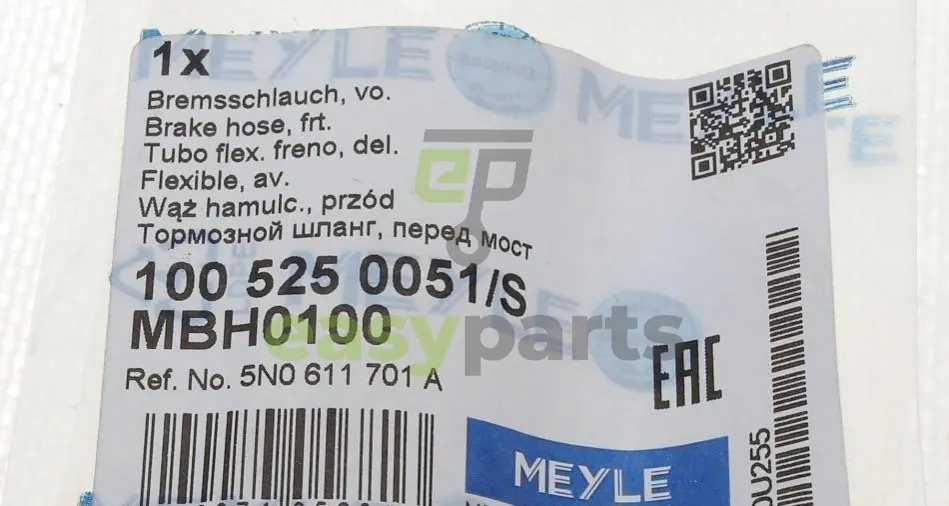 MEYLE
1x
Bremsschlauch, vo.
Brake hose, frt.
Tubo flex. freno, del.
Flexible, av.
Wąż hamulc., przód
Тормозной шланг, перед мост
100 525 0051/S
MBH0100
Ref. No. 5N0 611 701 A
ep
easyparts
EAC
MEYLE